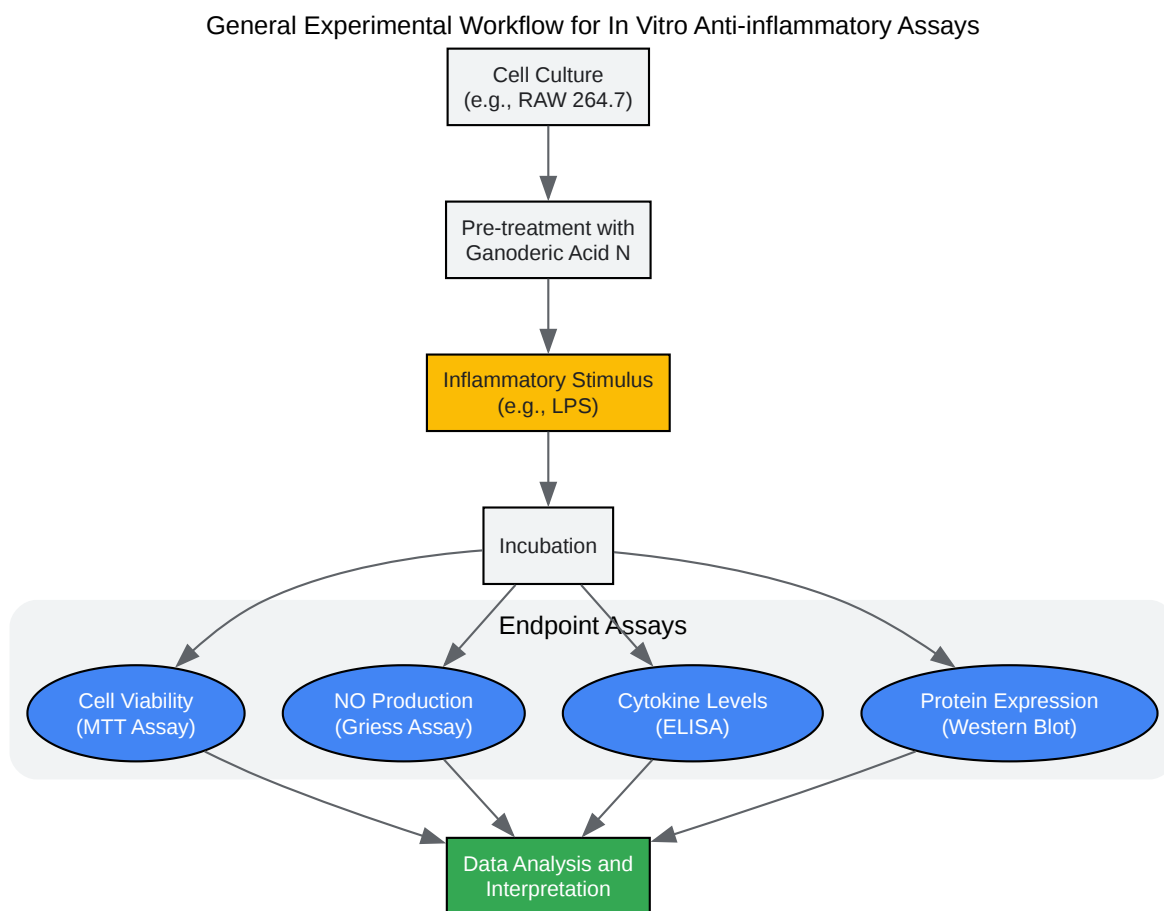 General Experimental Workflow for In Vitro Anti-inflammatory Assays
Cell Culture
(e.g., RAW 264.7)
Pre-treatment with
Ganoderic Acid N
Inflammatory Stimulus
(e.g., LPS)
Incubation
Endpoint Assays
Cell Viability
(MTT Assay)
NO Production
(Griess Assay)
Cytokine Levels
(ELISA)
Protein Expression
(Western Blot)
Data Analysis and
Interpretation